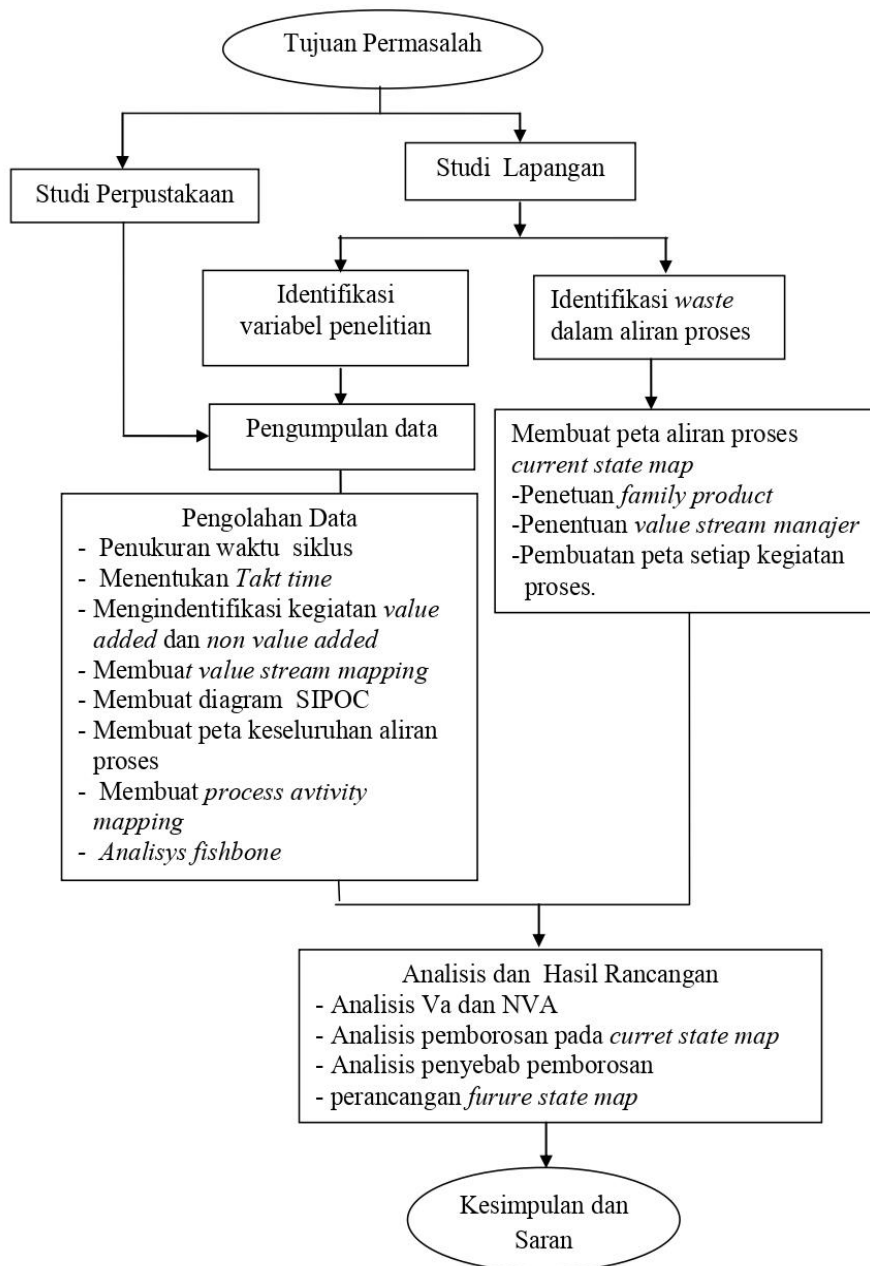 Tujuan Permasalah
Studi Lapangan
Studi Perpustakaan
Identifikasi
variabel penelitian
Identifikasi waste
dalam aliran proses
Pengumpulan data
Membuat peta aliran proses
current state map
-Penetuan family product
-Penentuan value stream manajer
-Pembuatan peta setiap kegiatan
proses.
Pengolahan Data
- Penukuran waktu siklus
- Menentukan Takt time
- Mengindentifikasi kegiatan value
added dan non value added
- Membuat value stream mapping
- Membuat diagram SIPOC
- Membuat peta keseluruhan aliran
proses
- Membuat process avtivity
mapping
- Analisys fishbone
Analisis dan Hasil Rancangan
- Analisis Va dan NVA
- Analisis pemborosan pada curret state map
- Analisis penyebab pemborosan
- perancangan furure state map
Kesimpulan dan
Saran